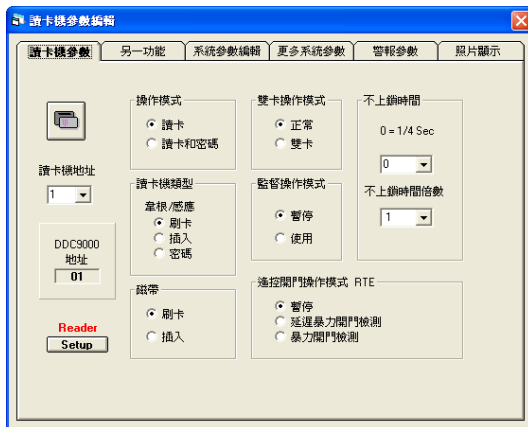 讀卡機參數編輯
讀卡機參數
另一功能
系統參數編輯
更多系統參數
警報參數
照片顯示
讀卡機地址
1
DDC9000
地址
01
Reader
Setup
操作模式
讀卡
讀卡和密碼
讀卡機類型
韋根/感應
刷卡
插入
密碼
磁帶
刷卡
插入
雙卡操作模式
正常
雙卡
監督操作模式
暫停
使用
不上鎖時間
0 = 1/4 Sec
0
不上鎖時間倍數
1
遙控開門操作模式 RTE
暫停
延遲暴力開門檢測
暴力開門檢測